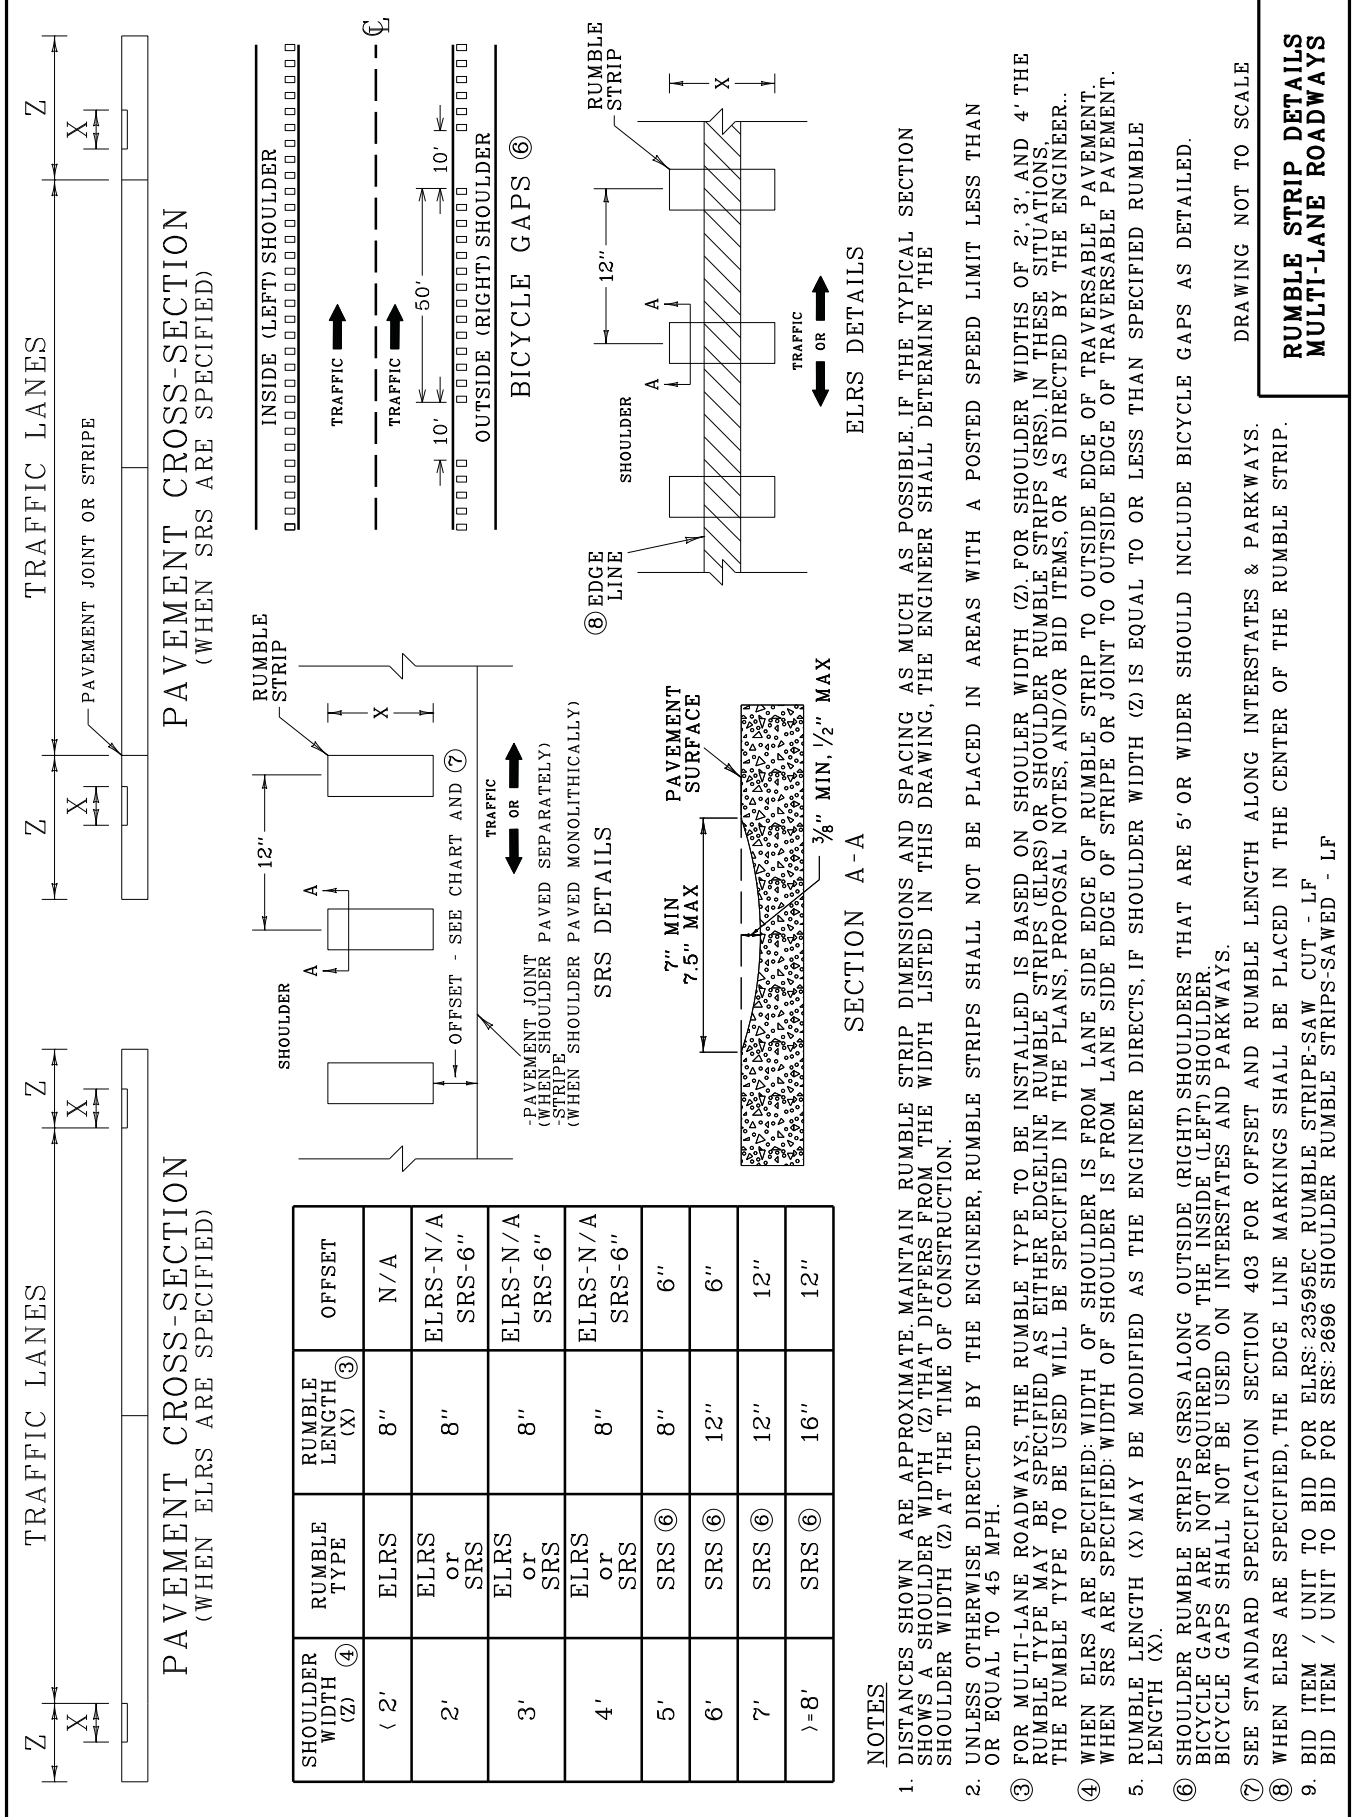 Z
TRAFFIC LANES
Z
X
X
PAVEMENT CROSS-SECTION
(WHEN ELRS ARE SPECIFIED)
Z
TRAFFIC LANES
Z
X
X
PAVEMENT JOINT OR STRIPE
PAVEMENT CROSS-SECTION
(WHEN SRS ARE SPECIFIED)
SHOULDER WIDTH (Z) ④
RUMBLE TYPE
RUMBLE LENGTH (X) ③
OFFSET
< 2' ELRS 8" N/A
2' ELRS or SRS 8" ELRS-N/A SRS-6"
3' ELRS or SRS 8" ELRS-N/A SRS-6"
4' ELRS or SRS 8" ELRS-N/A SRS-6"
5' SRS ⑥ 8" 6"
6' SRS ⑥ 12" 6"
7' SRS ⑥ 12" 12"
>=8' SRS ⑥ 16" 12"
SHOULDER
A
A
12"
RUMBLE
STRIP
X
OFFSET - SEE CHART AND ⑦
TRAFFIC
OR
-PAVEMENT JOINT
(WHEN SHOULDER PAVED SEPARATELY)
-STRIPE
(WHEN SHOULDER PAVED MONOLITHICALLY)
SRS DETAILS
7" MIN
7.5" MAX
PAVEMENT
SURFACE
3/8" MIN, 1/2" MAX
SECTION A-A
INSIDE (LEFT) SHOULDER
TRAFFIC
CL
TRAFFIC
10'
50'
10'
OUTSIDE (RIGHT) SHOULDER
BICYCLE GAPS ⑥
⑧ EDGE
LINE
SHOULDER
A
A
12"
RUMBLE
STRIP
X
TRAFFIC
OR
ELRS DETAILS
NOTES
1. DISTANCES SHOWN ARE APPROXIMATE. MAINTAIN RUMBLE STRIP DIMENSIONS AND SPACING AS MUCH AS POSSIBLE. IF THE TYPICAL SECTION
SHOWS A SHOULDER WIDTH (Z) THAT DIFFERS FROM THE WIDTH LISTED IN THIS DRAWING, THE ENGINEER SHALL DETERMINE THE
SHOULDER WIDTH (Z) AT THE TIME OF CONSTRUCTION.
2. UNLESS OTHERWISE DIRECTED BY THE ENGINEER, RUMBLE STRIPS SHALL NOT BE PLACED IN AREAS WITH A POSTED SPEED LIMIT LESS THAN
OR EQUAL TO 45 MPH.
③ FOR MULTI-LANE ROADWAYS, THE RUMBLE TYPE TO BE INSTALLED IS BASED ON SHOULER WIDTH (Z). FOR SHOULDER WIDTHS OF 2', 3', AND 4' THE
RUMBLE TYPE MAY BE SPECIFIED AS EITHER EDGELINE RUMBLE STRIPS (ELRS) OR SHOULDER RUMBLE STRIPS (SRS). IN THESE SITUATIONS,
THE RUMBLE TYPE TO BE USED WILL BE SPECIFIED IN THE PLANS, PROPOSAL NOTES, AND/OR BID ITEMS, OR AS DIRECTED BY THE ENGINEER..
④ WHEN ELRS ARE SPECIFIED: WIDTH OF SHOULDER IS FROM LANE SIDE EDGE OF RUMBLE STRIP TO OUTSIDE EDGE OF TRAVERSABLE PAVEMENT.
WHEN SRS ARE SPECIFIED: WIDTH OF SHOULDER IS FROM LANE SIDE EDGE OF STRIPE OR JOINT TO OUTSIDE EDGE OF TRAVERSABLE PAVEMENT.
5. RUMBLE LENGTH (X) MAY BE MODIFIED AS THE ENGINEER DIRECTS, IF SHOULDER WIDTH (Z) IS EQUAL TO OR LESS THAN SPECIFIED RUMBLE
LENGTH (X).
⑥ SHOULDER RUMBLE STRIPS (SRS) ALONG OUTSIDE (RIGHT) SHOULDERS THAT ARE 5' OR WIDER SHOULD INCLUDE BICYCLE GAPS AS DETAILED.
BICYCLE GAPS ARE NOT REQUIRED ON THE INSIDE (LEFT) SHOULDER.
BICYCLE GAPS SHALL NOT BE USED ON INTERSTATES AND PARKWAYS.
⑦ SEE STANDARD SPECIFICATION SECTION 403 FOR OFFSET AND RUMBLE LENGTH ALONG INTERSTATES & PARKWAYS.
⑧ WHEN ELRS ARE SPECIFIED, THE EDGE LINE MARKINGS SHALL BE PLACED IN THE CENTER OF THE RUMBLE STRIP.
9. BID ITEM / UNIT TO BID FOR ELRS: 23595EC RUMBLE STRIPE-SAW CUT - LF
BID ITEM / UNIT TO BID FOR SRS: 2696 SHOULDER RUMBLE STRIPS-SAWED - LF
DRAWING NOT TO SCALE
RUMBLE STRIP DETAILS
MULTI-LANE ROADWAYS